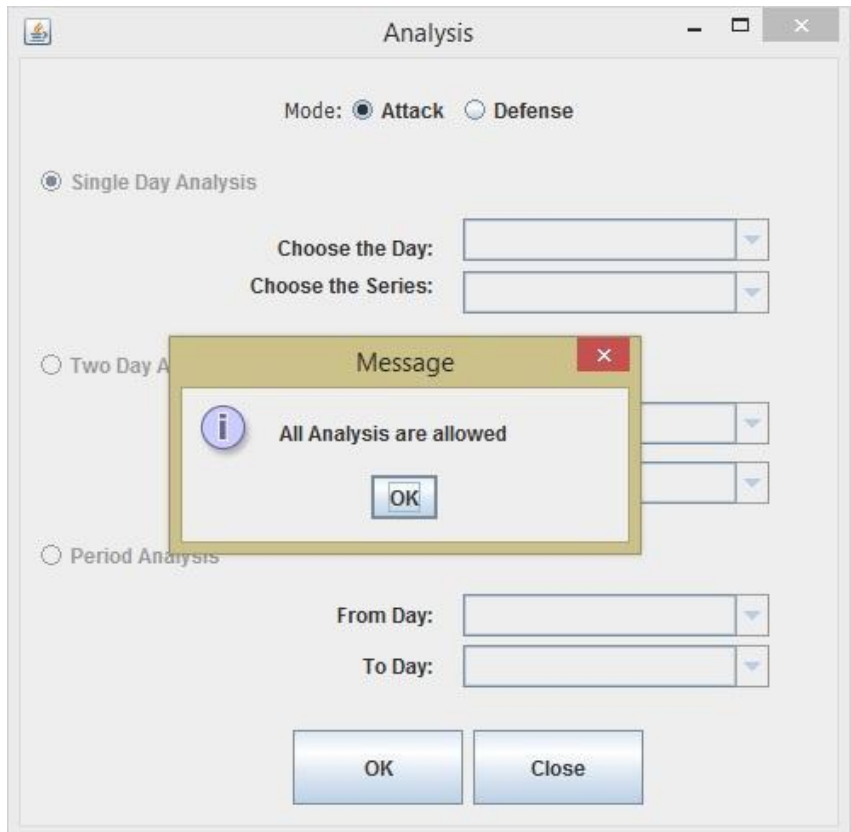 Analysis
Mode: Attack Defense
Single Day Analysis
Choose the Day:
Choose the Series:
Two Day A
Message
All Analysis are allowed
OK
Period Analysis
From Day:
To Day:
OK Close